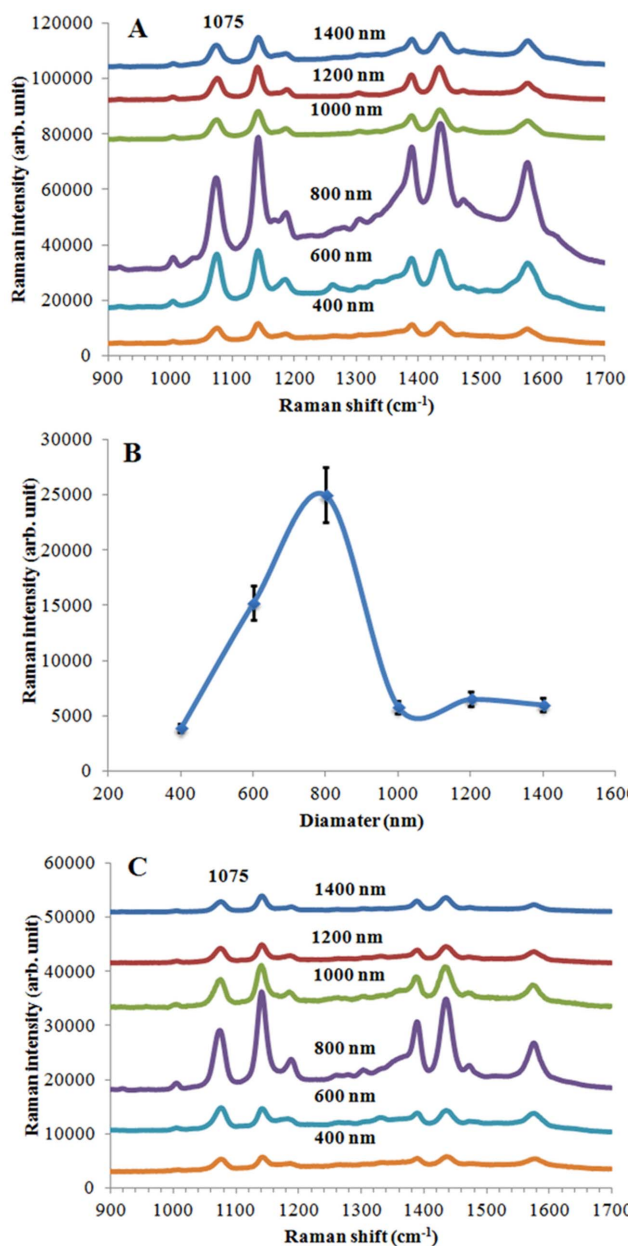 A
1075
1400 nm
1200 nm
1000 nm
800 nm
600 nm
400 nm
120000
100000
80000
60000
40000
20000
0
Raman intensity (arb. unit)
900 1000 1100 1200 1300 1400 1500 1600 1700
Raman shift (cm-1)
B
30000
25000
20000
15000
10000
5000
0
Raman intensity (arb. unit)
200 400 600 800 1000 1200 1400 1600
Diamater (nm)
C
1075
1400 nm
1200 nm
1000 nm
800 nm
600 nm
400 nm
60000
50000
40000
30000
20000
10000
0
Raman intensity (arb. unit)
900 1000 1100 1200 1300 1400 1500 1600 1700
Raman shift (cm-1)